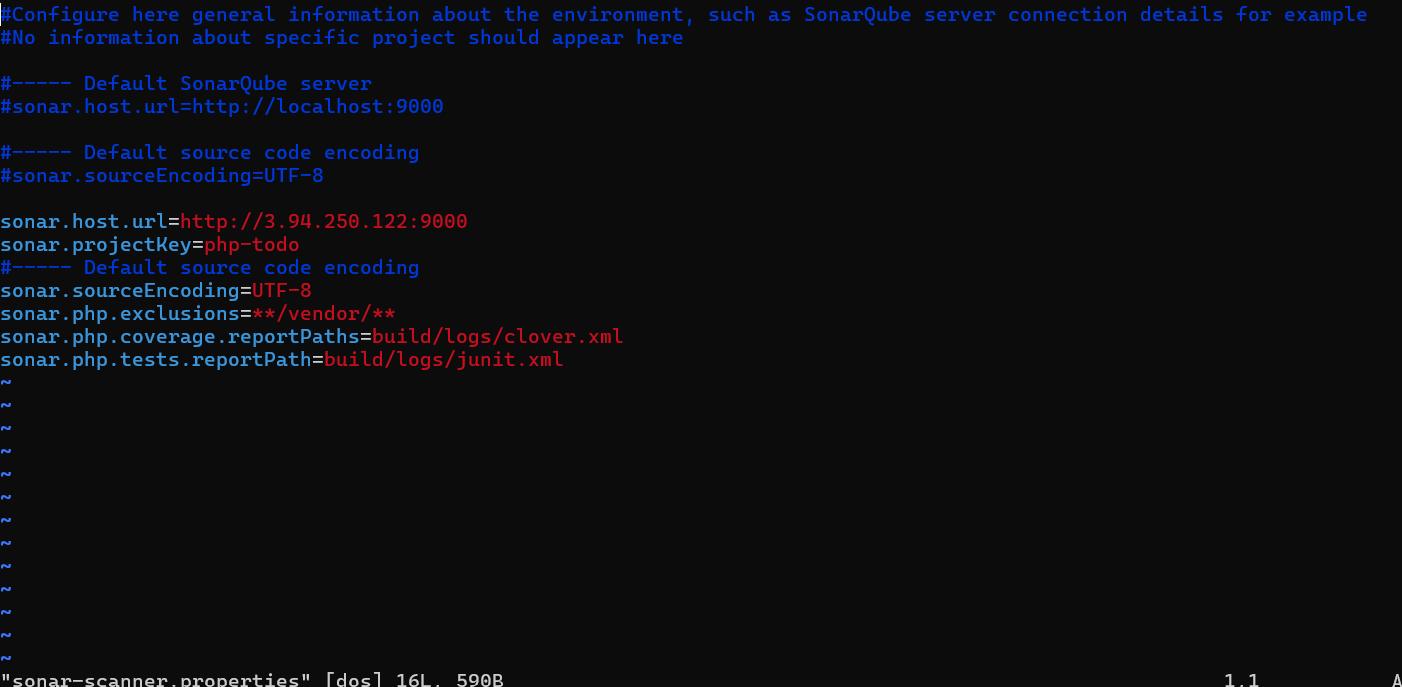 #Configure here general information about the environment, such as SonarQube server connection details for example
#No information about specific project should appear here
#----- Default SonarQube server
#sonar.host.url=http://localhost:9000
#----- Default source code encoding
#sonar.sourceEncoding=UTF-8
sonar.host.url=http://3.94.250.122:9000
sonar.projectKey=php-todo
#----- Default source code encoding
sonar.sourceEncoding=UTF-8
sonar.php.exclusions=**/vendor/**
sonar.php.coverage.reportPaths=build/logs/clover.xml
sonar.php.tests.reportPath=build/logs/junit.xml
~
~
~
~
~
~
~
~
~
~
~
~
~
"sonar-scanner.properties" [dos] 16L, 590B 1,1 A